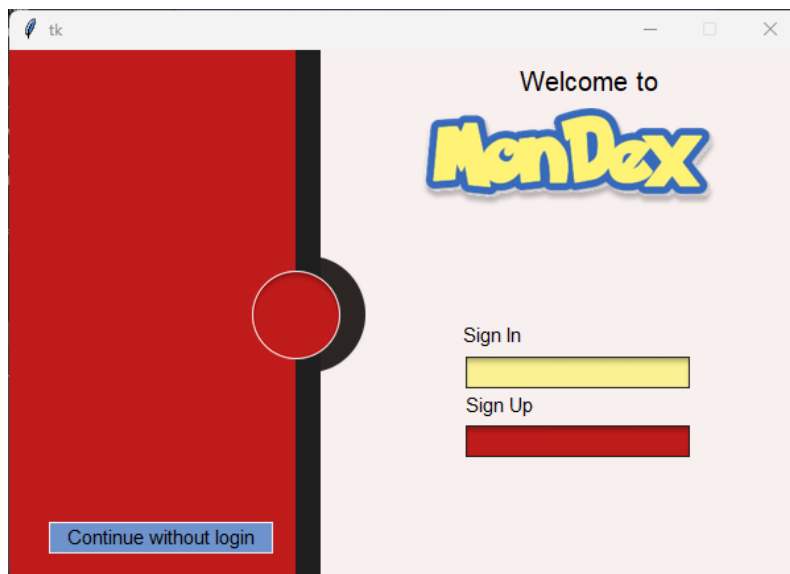 tk
Welcome to
MonDex
Sign In
Sign Up
Continue without login